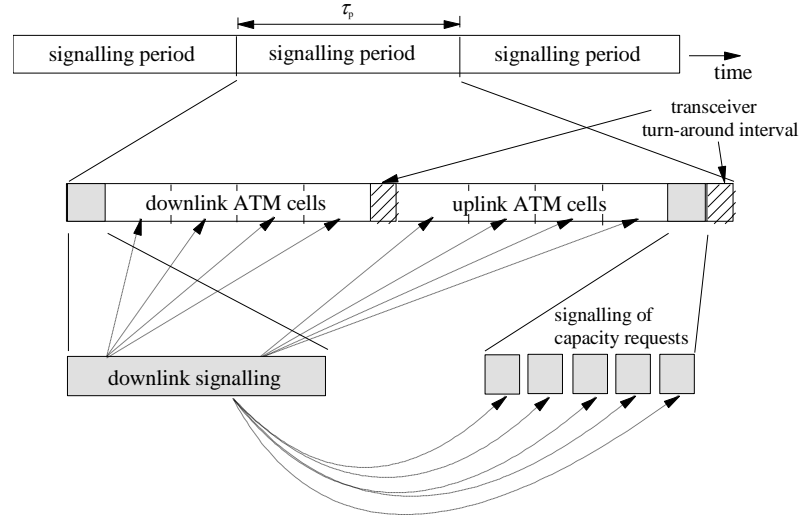 τp
signalling period
signalling period
signalling period
time
transceiver
turn-around interval
downlink ATM cells
uplink ATM cells
signalling of
capacity requests
downlink signalling